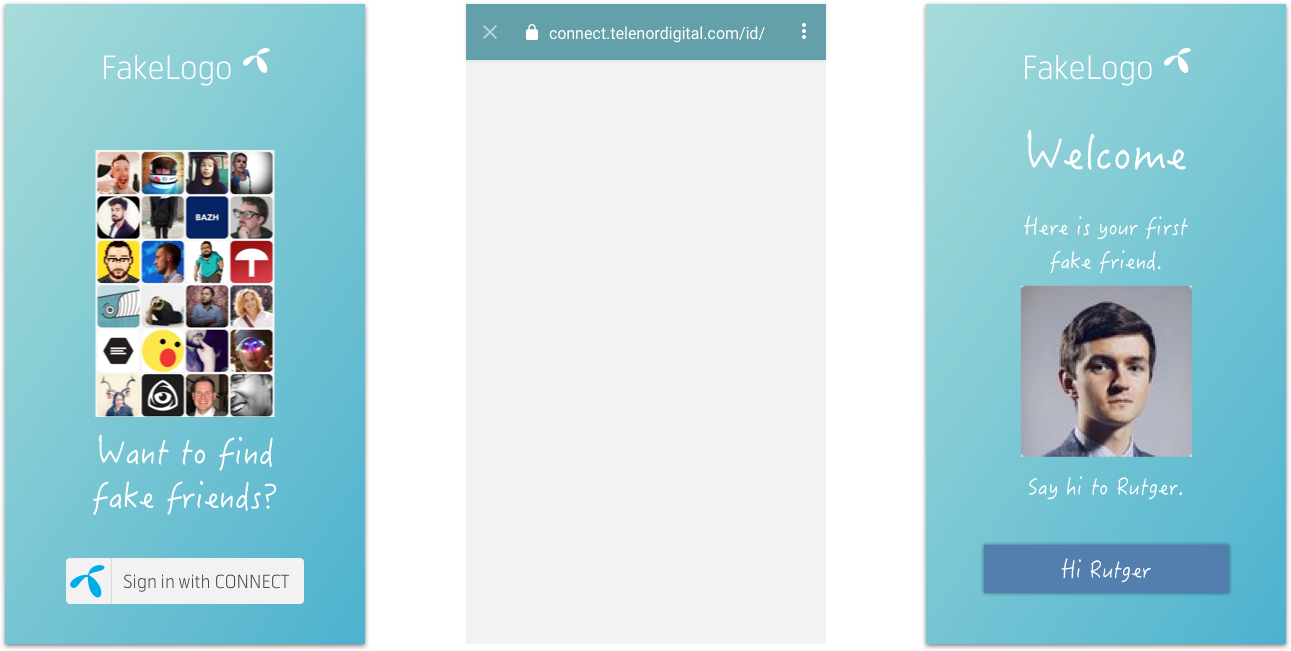 FakeLogo
BAZH
Want to find
fake friends?
Sign in with CONNECT
connect.telenordigital.com/id/
FakeLogo
Welcome
Here is your first
fake friend.
Say hi to Rutger.
Hi Rutger